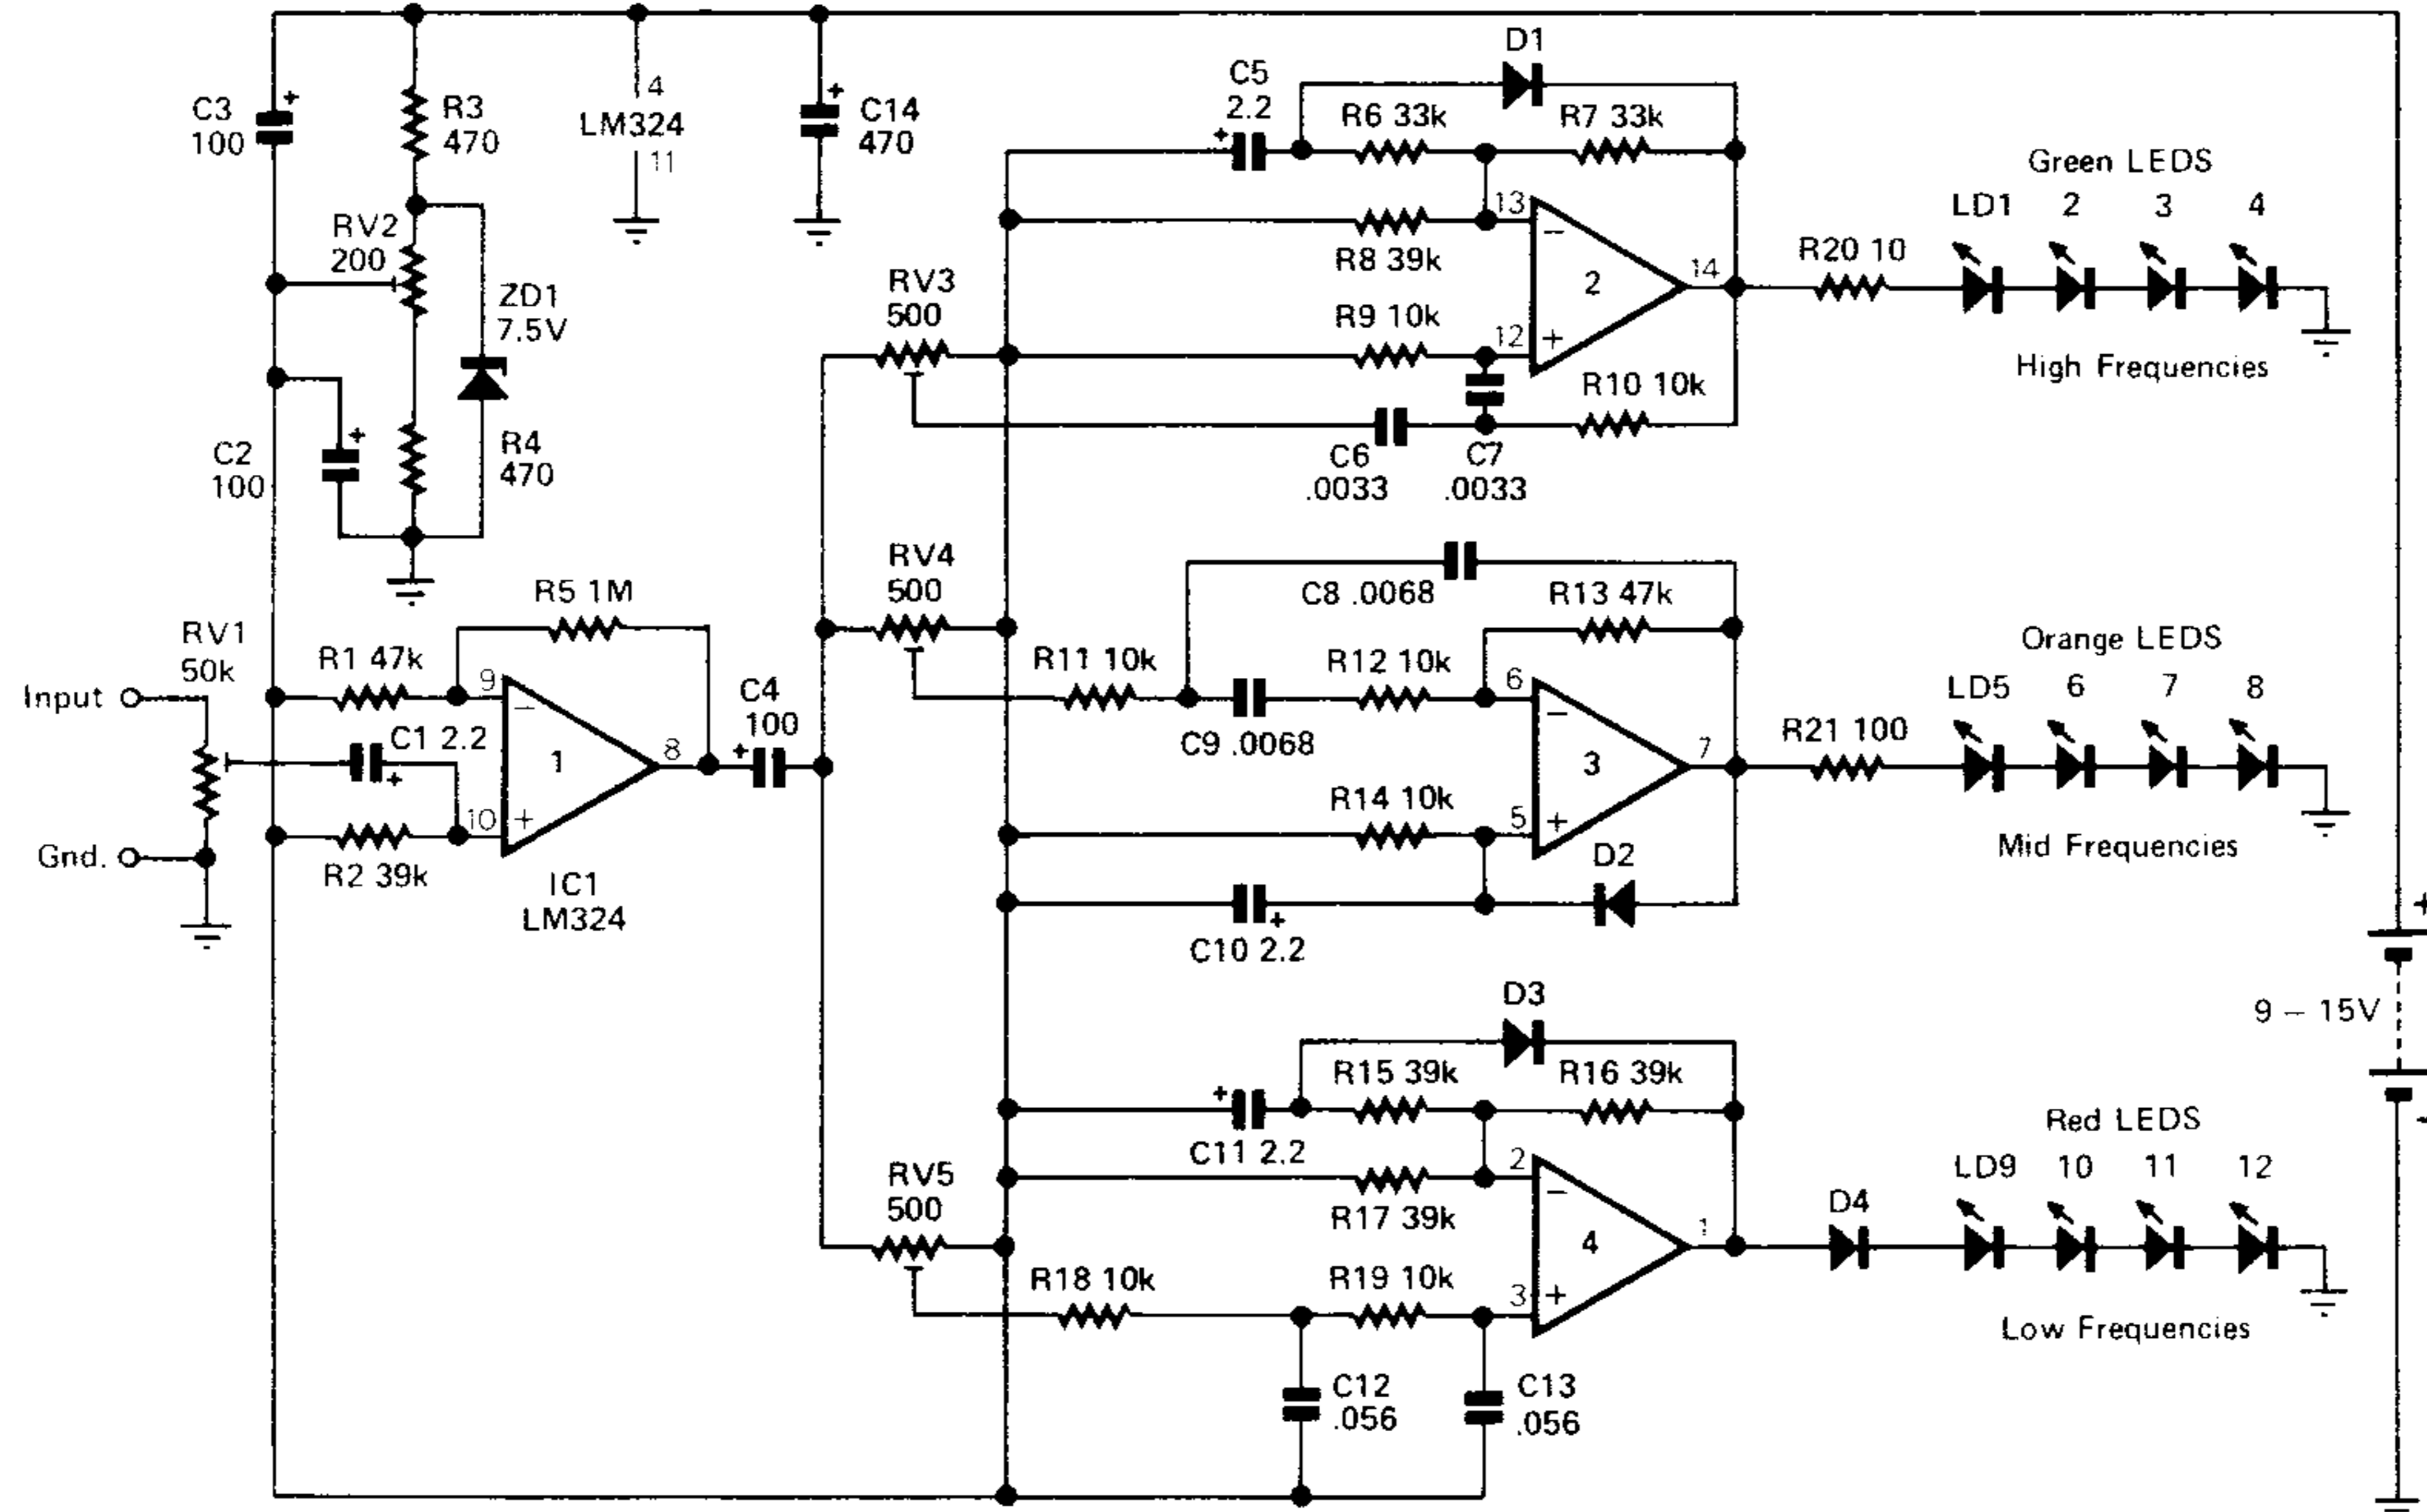 C3
100
+
R3
470
4
LM324
11
+
C14
470
RV2
200
ZD1
7.5V
C2
100
+
R4
470
D1
C5
2.2
+
R6 33k
R7 33k
R8 39k
13
−
2
14
R9 10k
12
+
RV3
500
R10 10k
C6
.0033
C7
.0033
R20 10
Green LEDS
LD1 2 3 4
High Frequencies
Input
Gnd.
RV1
50k
R1 47k
R5 1M
9
−
C1 2.2
+
1
8
10
+
R2 39k
IC1
LM324
C4
100
+
RV4
500
C8 .0068
R13 47k
R11 10k
R12 10k
C9 .0068
6
−
3
7
R14 10k
5
+
D2
C10 2.2
+
R21 100
Orange LEDS
LD5 6 7 8
Mid Frequencies
D3
+
R15 39k
R16 39k
C11 2.2
2
−
R17 39k
4
1
RV5
500
R18 10k
R19 10k
3
+
C12
.056
C13
.056
D4
Red LEDS
LD9 10 11 12
Low Frequencies
+
9 – 15V
-